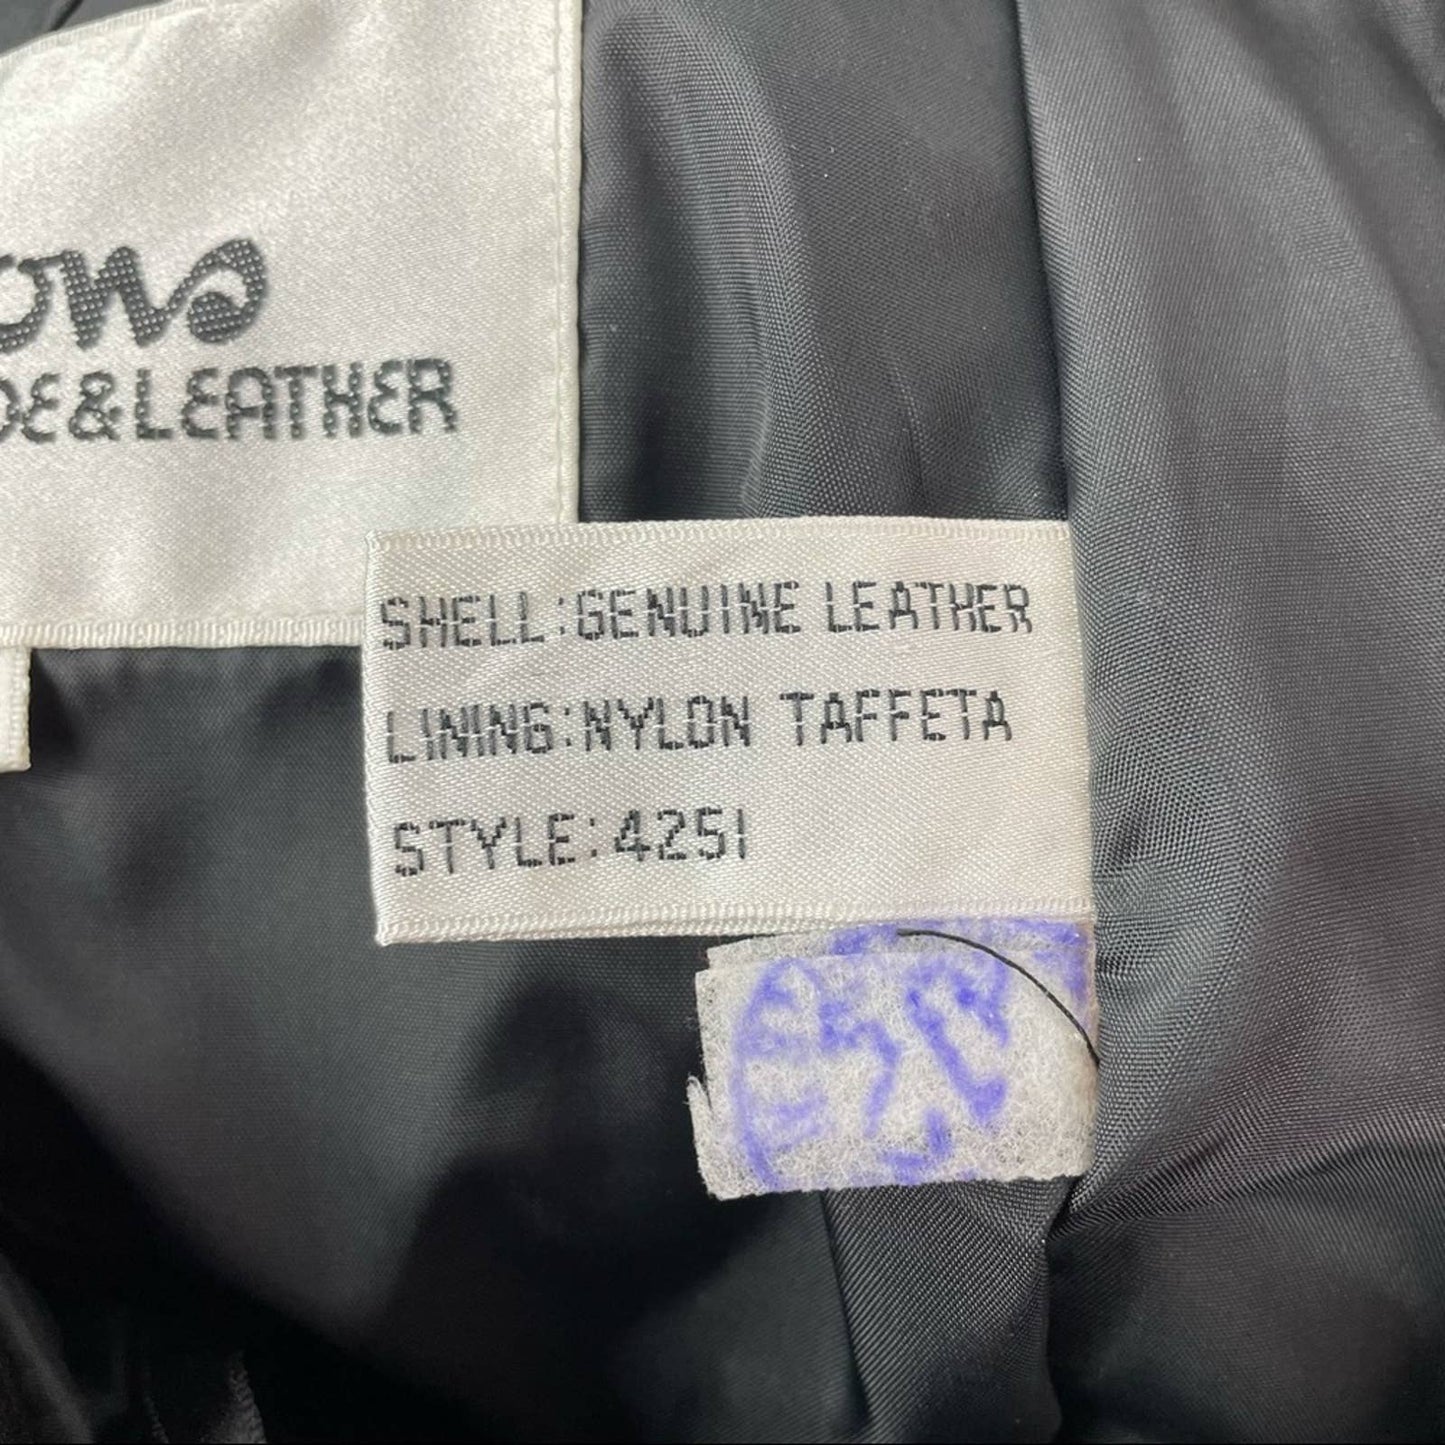 DE&LEATHER
SHELL:GENUINE LEATHER
LINING:NYLON TAFFETA
STYLE:4251